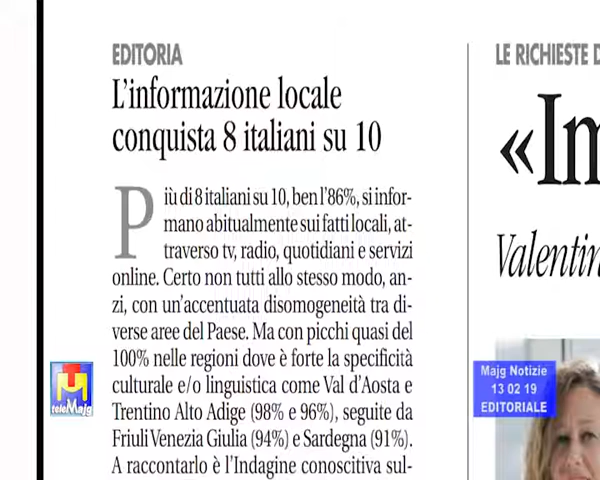 EDITORIA
L'informazione locale
conquista 8 italiani su 10
Più di 8 italiani su 10, ben l'86%, si infor-
mano abitualmente sui fatti locali, at-
traverso tv, radio, quotidiani e servizi
online. Certo non tutti allo stesso modo, an-
zi, con un'accentuata disomogeneità tra di-
verse aree del Paese. Ma con picchi quasi del
100% nelle regioni dove è forte la specificità
culturale e/o linguistica come Val d'Aosta e
Trentino Alto Adige (98% e 96%), seguite da
Friuli Venezia Giulia (94%) e Sardegna (91%).
A raccontarlo è l'Indagine conoscitiva sul-
LE RICHIESTE D
«Im
Valentin
teleMajg
Majg Notizie
13 02 19
EDITORIALE